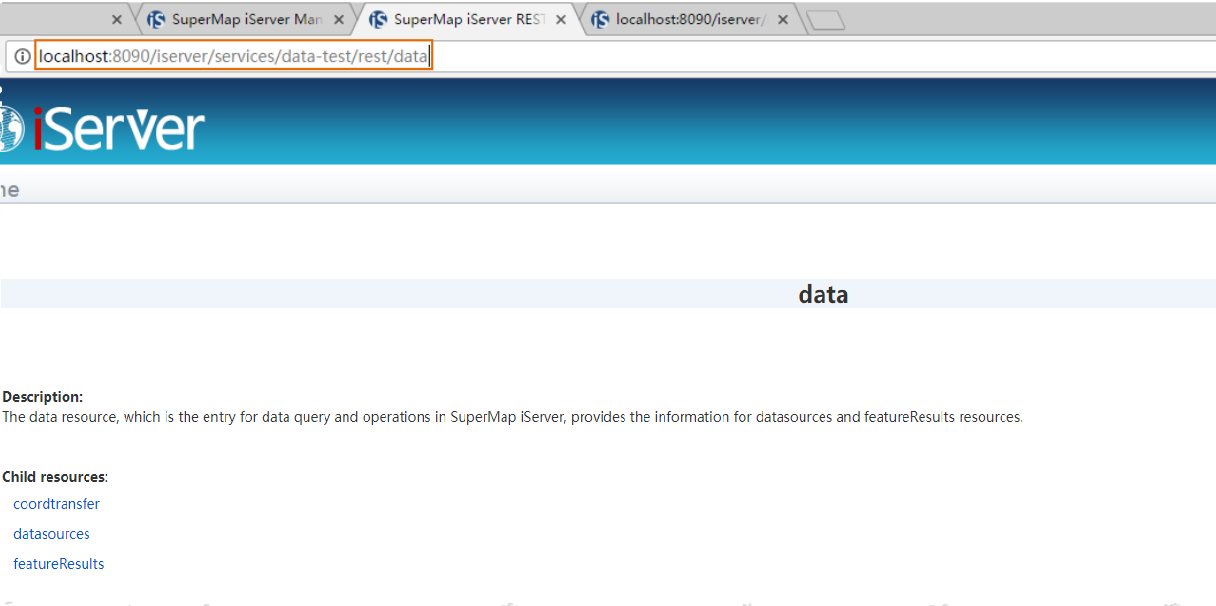 SuperMap iServer Man
SuperMap iServer REST
localhost:8090/iserver/
localhost:8090/iserver/services/data-test/rest/data
iServer
data
Description:
The data resource, which is the entry for data query and operations in SuperMap iServer, provides the information for datasources and featureResults resources.
Child resources:
coordtransfer
datasources
featureResults